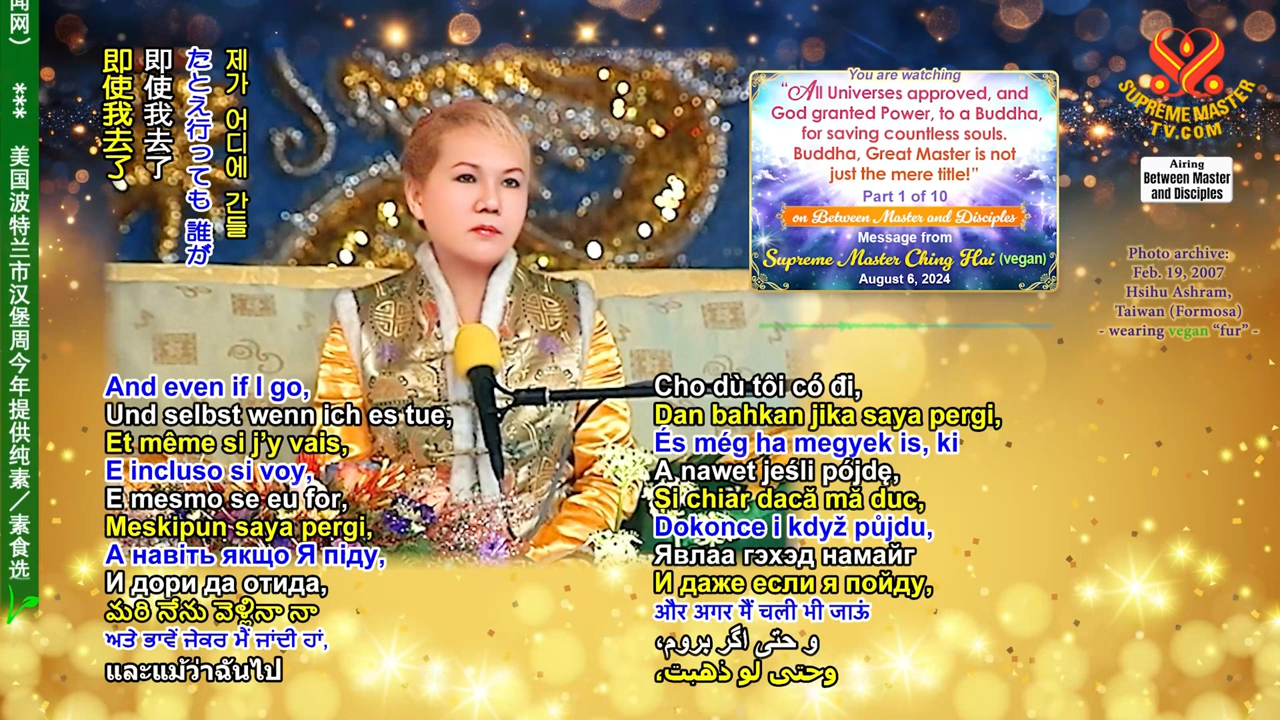 闻网） *** 美国波特兰市汉堡周今年提供纯素／素食选
即使我去了
即使我去了
たとえ行っても 誰が
제가 어디에 간들
You are watching
“All Universes approved, and
God granted Power, to a Buddha,
for saving countless souls.
Buddha, Great Master is not
just the mere title!”
Part 1 of 10
on Between Master and Disciples
Message from
Supreme Master Ching Hai (vegan)
August 6, 2024
SUPREME MASTER
TV.COM
Airing
Between Master
and Disciples
Photo archive:
Feb. 19, 2007
Hsihu Ashram,
Taiwan (Formosa)
- wearing vegan “fur” -
And even if I go,
Und selbst wenn ich es tue,
Et même si j’y vais,
E incluso si voy,
E mesmo se eu for,
Meskipun saya pergi,
А навіть якщо Я піду,
И дори да отида,
మరి నేను వెళ్లినా నా
ਅਤੇ ਭਾਵੇਂ ਜੇਕਰ ਮੈਂ ਜਾਂਦੀ ਹਾਂ,
และแม้ว่าฉันไป
Cho dù tôi có đi,
Dan bahkan jika saya pergi,
És még ha megyek is, ki
A nawet jeśli pójdę,
Și chiar dacă mă duc,
Dokonce i když půjdu,
Явлаа гэхэд намайг
И даже если я пойду,
और अगर मैं चली भी जाऊं
و حتی اگر بروم،
وحتى لو ذهبت،